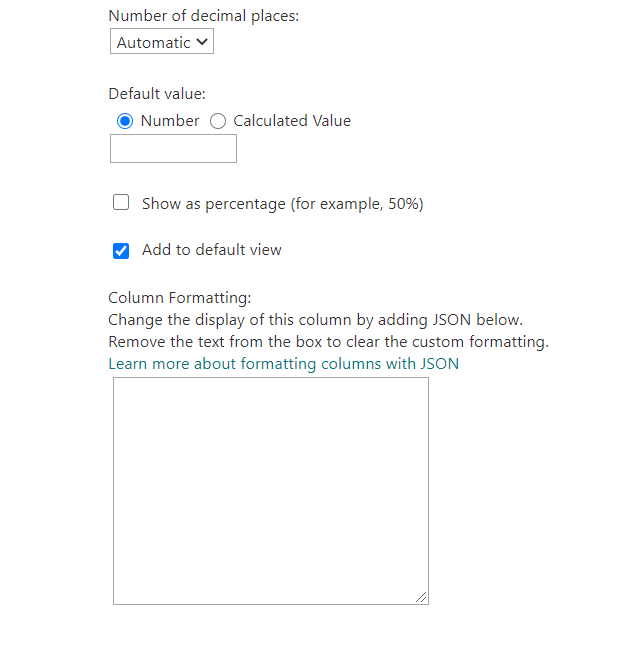 Number of decimal places:
Automatic
Default value:
Number Calculated Value
Show as percentage (for example, 50%)
Add to default view
Column Formatting:
Change the display of this column by adding JSON below.
Remove the text from the box to clear the custom formatting.
Learn more about formatting columns with JSON